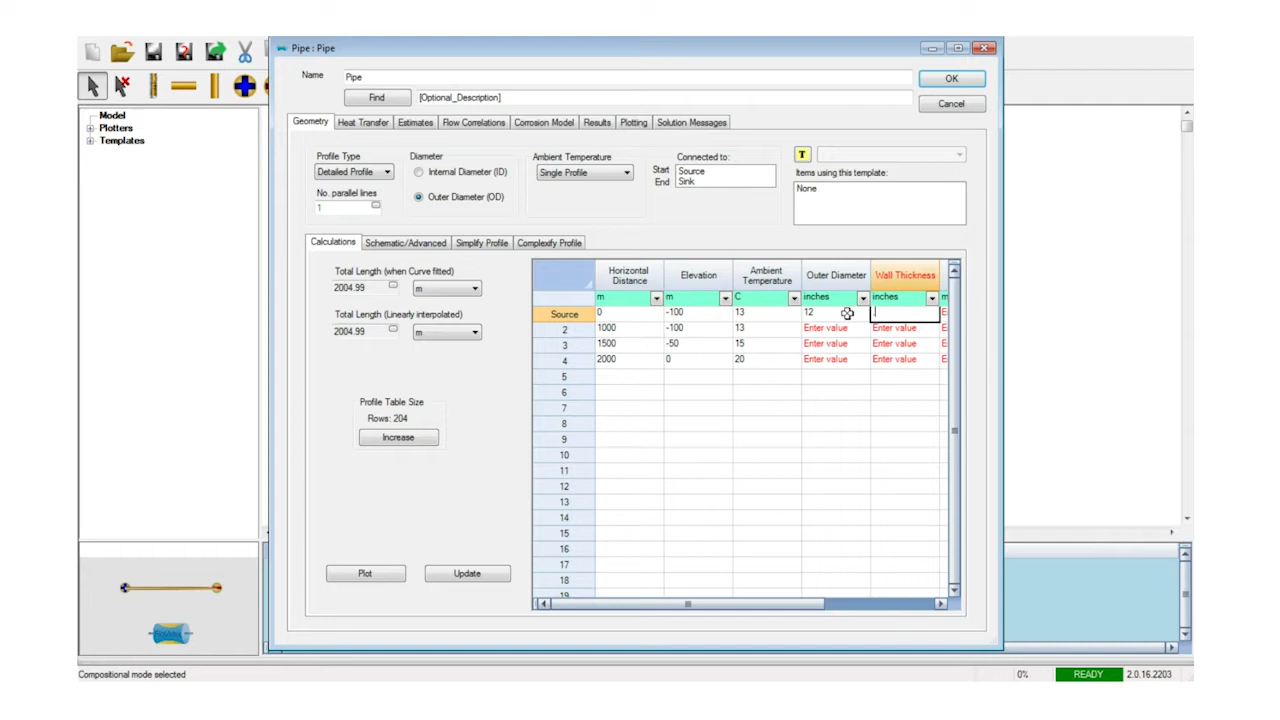 Pipe : Pipe
Name
Pipe
OK
Find
[Optional_Description]
Cancel
Model
Plotters
Templates
Geometry
Heat Transfer
Estimates
Flow Correlations
Corrosion Model
Results
Plotting
Solution Messages
Profile Type
Detailed Profile
No. parallel lines
1
Diameter
Internal Diameter (ID)
Outer Diameter (OD)
Ambient Temperature
Single Profile
Connected to:
Start
Source
End
Sink
T
Items using this template:
None
Calculations
Schematic/Advanced
Simplify Profile
Complexify Profile
Total Length (when Curve fitted)
2004.99
m
Total Length (Linearly interpolated)
2004.99
m
Profile Table Size
Rows: 204
Increase
Plot
Update
Horizontal Distance
Elevation
Ambient Temperature
Outer Diameter
Wall Thickness
m
m
C
inches
inches
m
Source
0
-100
13
12
.
E
2
1000
-100
13
Enter value
Enter value
E
3
1500
-50
15
Enter value
Enter value
E
4
2000
0
20
Enter value
Enter value
E
5
6
7
8
9
10
11
12
13
14
15
16
17
18
19
Compositional mode selected
0%
READY
2.0.16.2203